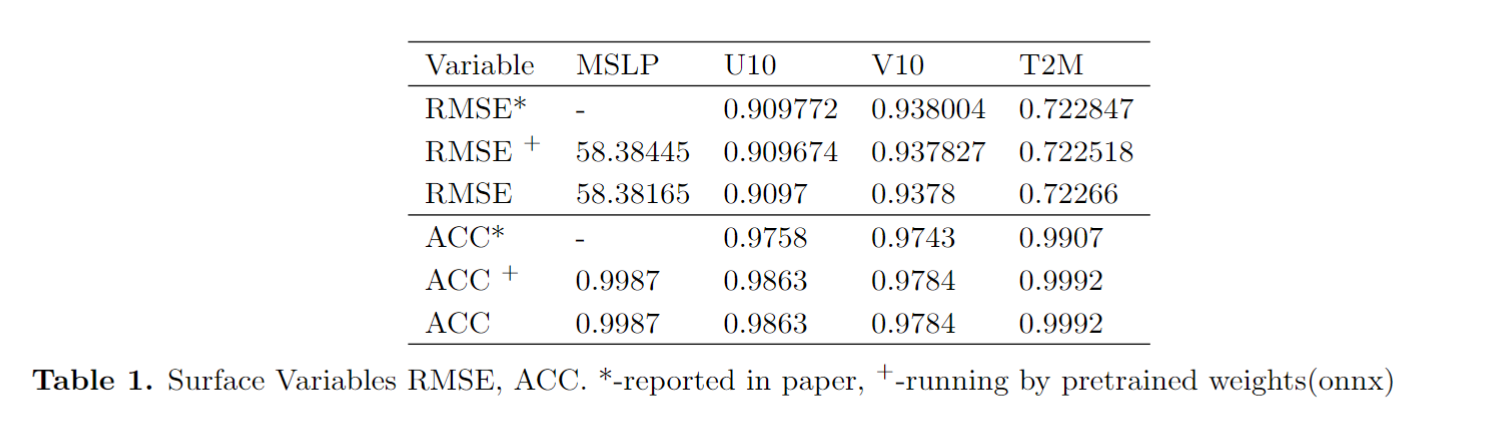 Variable MSLP U10 V10 T2M
RMSE* - 0.909772 0.938004 0.722847
RMSE + 58.38445 0.909674 0.937827 0.722518
RMSE 58.38165 0.9097 0.9378 0.72266
ACC* - 0.9758 0.9743 0.9907
ACC + 0.9987 0.9863 0.9784 0.9992
ACC 0.9987 0.9863 0.9784 0.9992
Table 1. Surface Variables RMSE, ACC. *-reported in paper, +-running by pretrained weights(onnx)